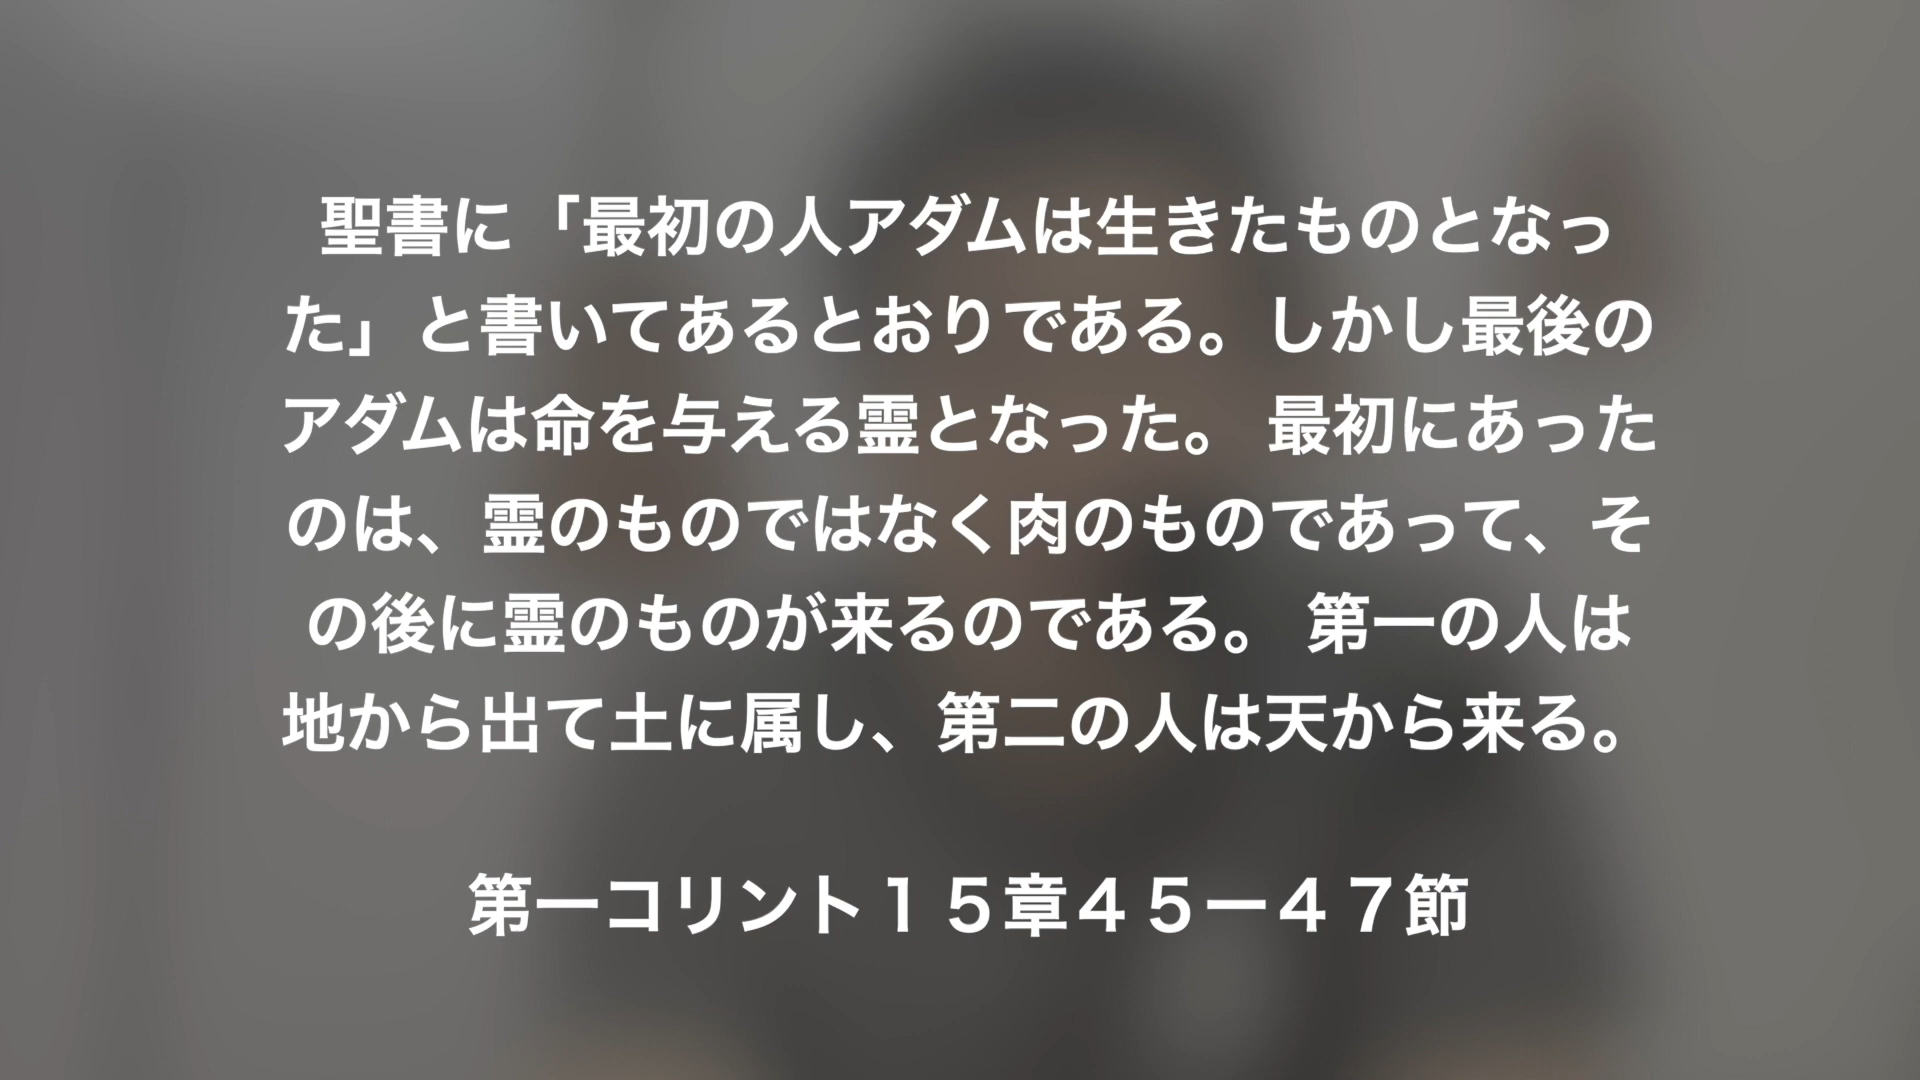 聖書に「最初の人アダムは生きたものとなっ
た」と書いてあるとおりである。しかし最後の
アダムは命を与える霊となった。 最初にあった
のは、霊のものではなく肉のものであって、そ
の後に霊のものが来るのである。 第一の人は
地から出て土に属し、第二の人は天から来る。
第一コリント１５章４５ー４７節